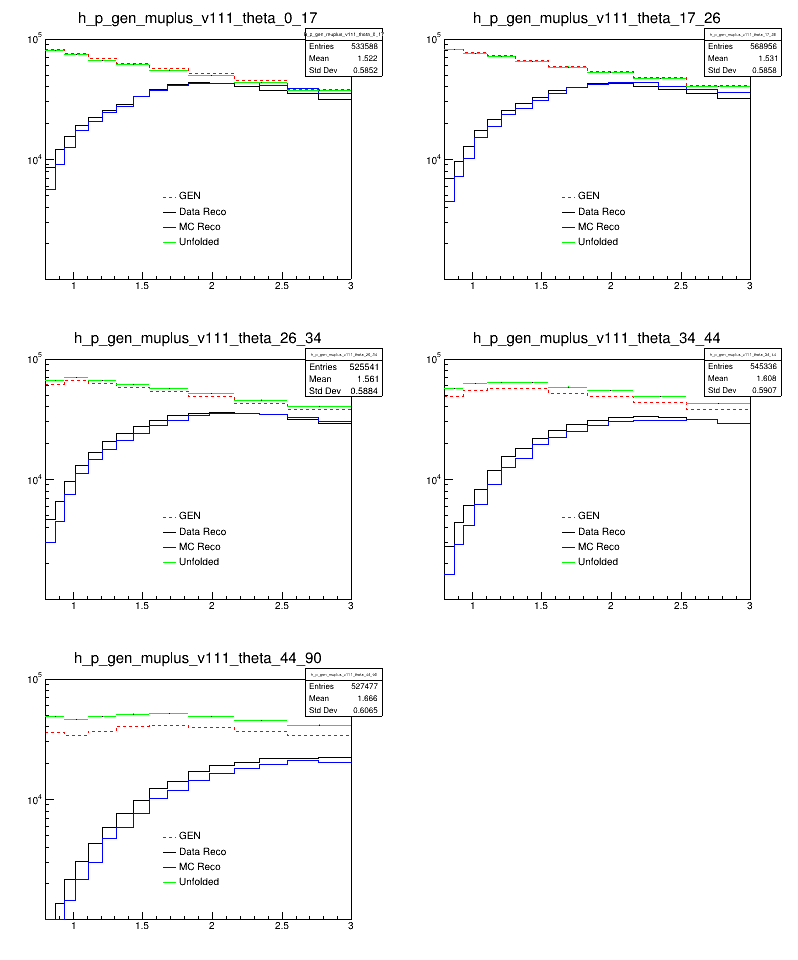 h_p_gen_muplus_v111_theta_0_17
h_p_gen_muplus_v111_theta_0_17
Entries 533588
Mean 1.522
Std Dev 0.5852
10^5
10^4
GEN
Data Reco
MC Reco
Unfolded
1 1.5 2 2.5 3
h_p_gen_muplus_v111_theta_17_26
h_p_gen_muplus_v111_theta_17_26
Entries 568956
Mean 1.531
Std Dev 0.5858
10^5
10^4
GEN
Data Reco
MC Reco
Unfolded
1 1.5 2 2.5 3
h_p_gen_muplus_v111_theta_26_34
h_p_gen_muplus_v111_theta_26_34
Entries 525541
Mean 1.561
Std Dev 0.5884
10^5
10^4
GEN
Data Reco
MC Reco
Unfolded
1 1.5 2 2.5 3
h_p_gen_muplus_v111_theta_34_44
h_p_gen_muplus_v111_theta_34_44
Entries 545336
Mean 1.608
Std Dev 0.5907
10^5
10^4
GEN
Data Reco
MC Reco
Unfolded
1 1.5 2 2.5 3
h_p_gen_muplus_v111_theta_44_90
h_p_gen_muplus_v111_theta_44_90
Entries 527477
Mean 1.666
Std Dev 0.6065
10^5
10^4
GEN
Data Reco
MC Reco
Unfolded
1 1.5 2 2.5 3